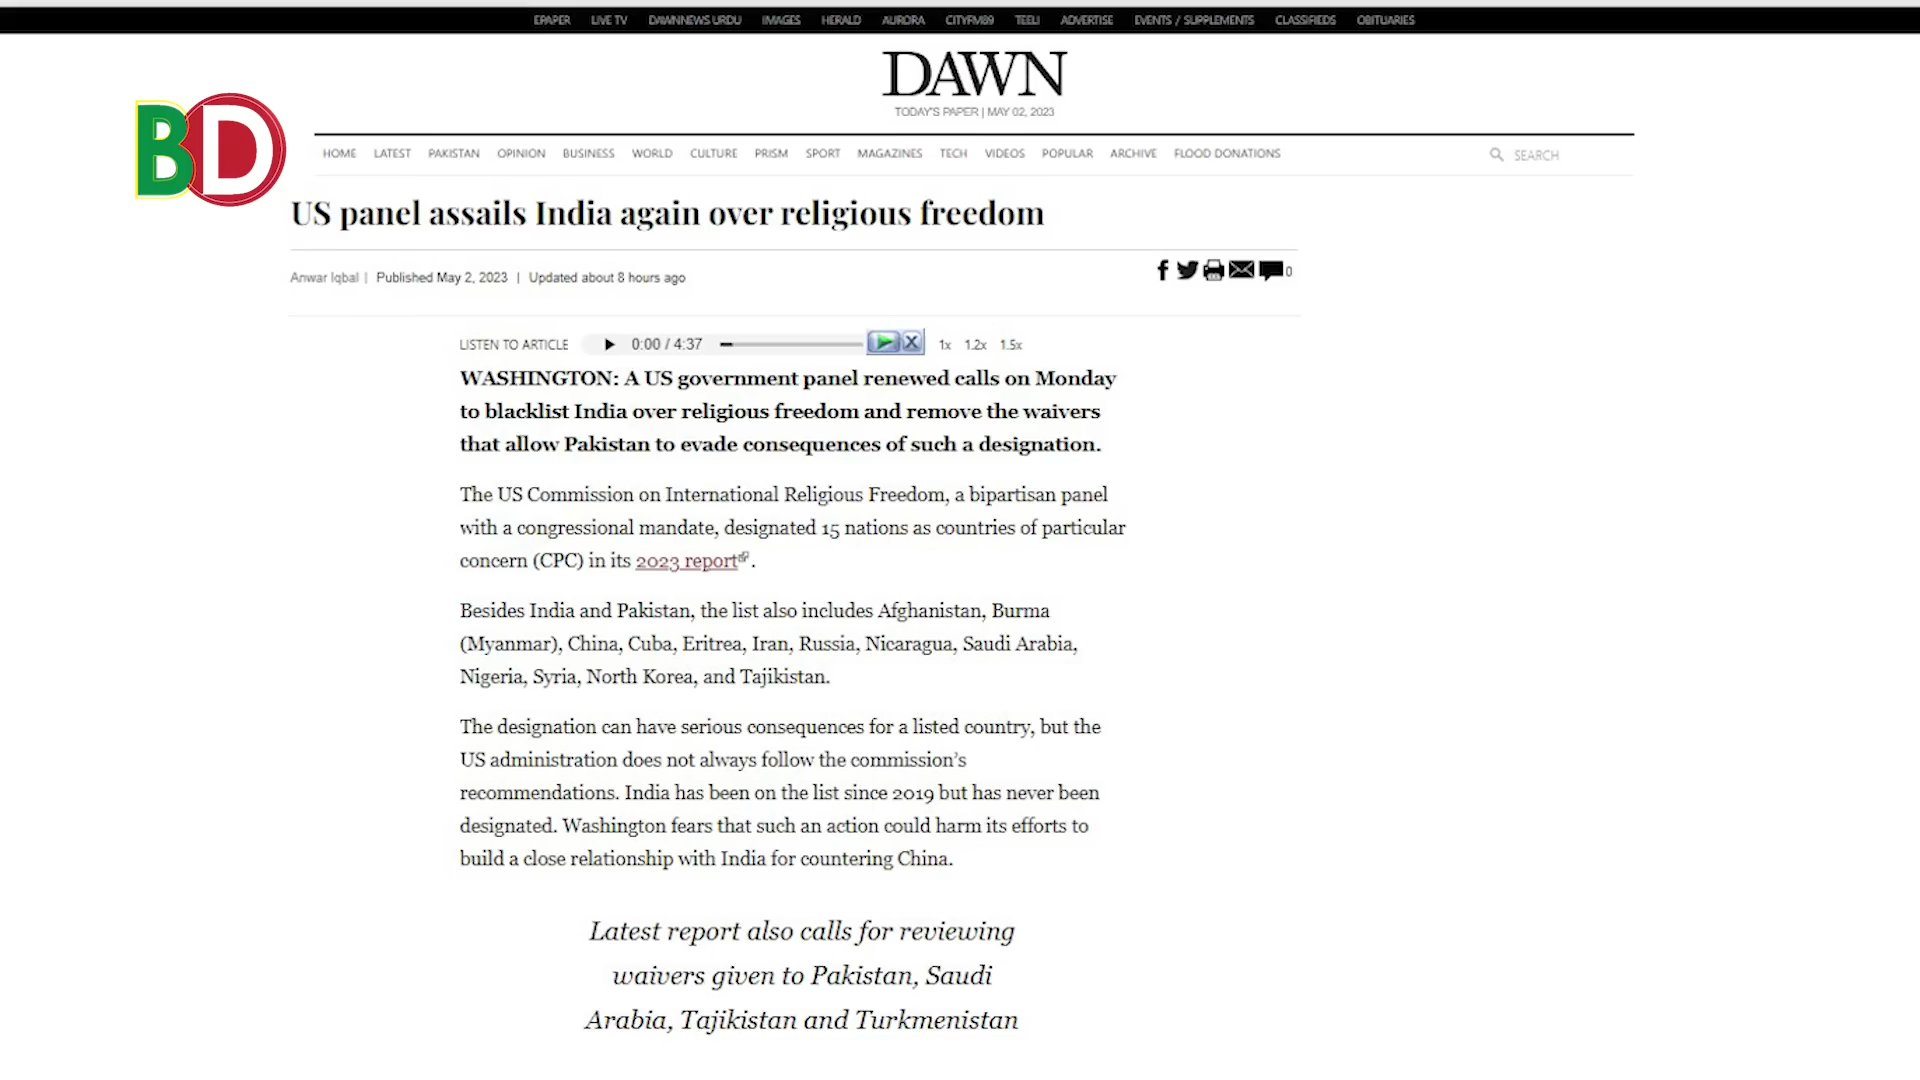 EPAPER LIVE TV DAWNNEWS URDU IMAGES HERALD AURORA CITYFM89 TEELI ADVERTISE EVENTS / SUPPLEMENTS CLASSIFIEDS OBITUARIES
DAWN
TODAY'S PAPER | MAY 02, 2023
BD
HOME LATEST PAKISTAN OPINION BUSINESS WORLD CULTURE PRISM SPORT MAGAZINES TECH VIDEOS POPULAR ARCHIVE FLOOD DONATIONS SEARCH
US panel assails India again over religious freedom
Anwar Iqbal | Published May 2, 2023 | Updated about 8 hours ago 0
LISTEN TO ARTICLE 0:00 / 4:37 1x 1.2x 1.5x
WASHINGTON: A US government panel renewed calls on Monday
to blacklist India over religious freedom and remove the waivers
that allow Pakistan to evade consequences of such a designation.
The US Commission on International Religious Freedom, a bipartisan panel
with a congressional mandate, designated 15 nations as countries of particular
concern (CPC) in its 2023 report.
Besides India and Pakistan, the list also includes Afghanistan, Burma
(Myanmar), China, Cuba, Eritrea, Iran, Russia, Nicaragua, Saudi Arabia,
Nigeria, Syria, North Korea, and Tajikistan.
The designation can have serious consequences for a listed country, but the
US administration does not always follow the commission’s
recommendations. India has been on the list since 2019 but has never been
designated. Washington fears that such an action could harm its efforts to
build a close relationship with India for countering China.
Latest report also calls for reviewing
waivers given to Pakistan, Saudi
Arabia, Tajikistan and Turkmenistan